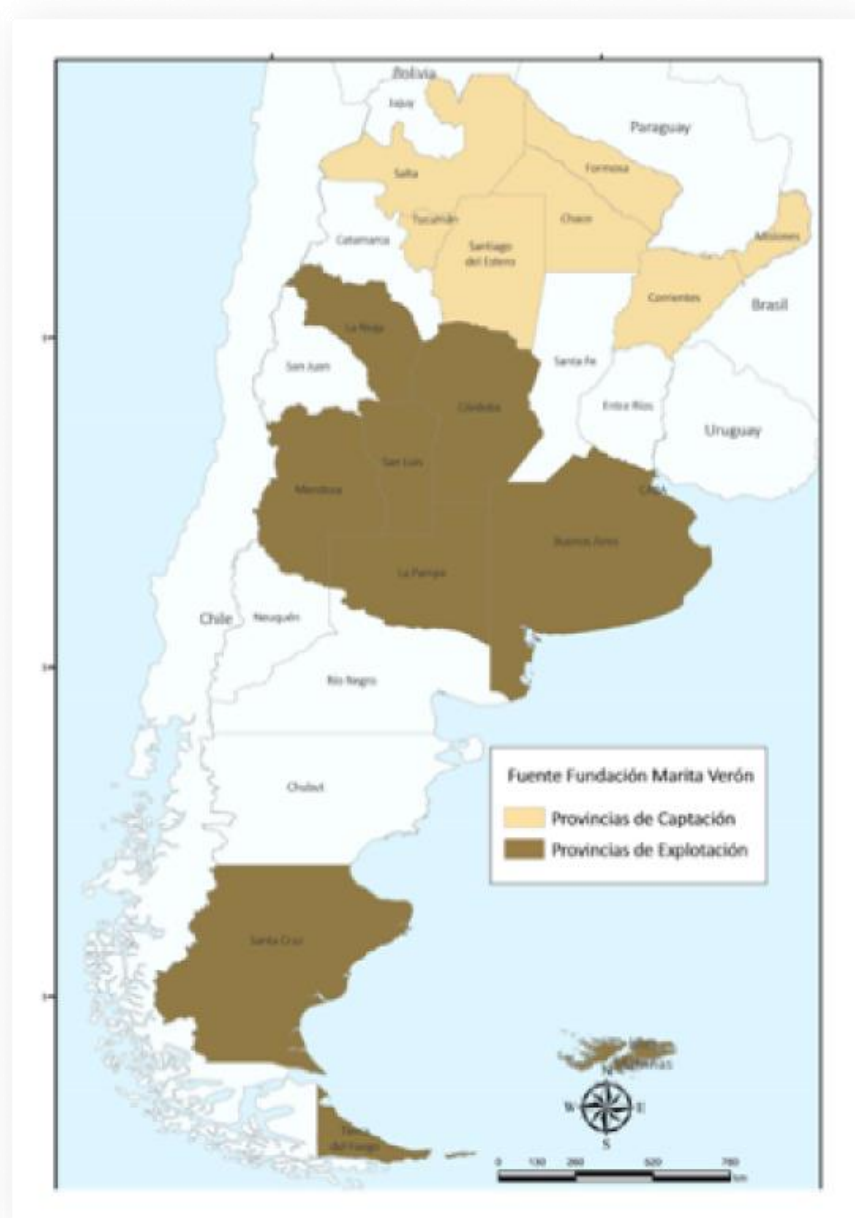 Bolivia
Jujuy
Paraguay
Salta
Formosa
Tucumán
Chaco
Catamarca
Santiago
del Estero
Misiones
Corrientes
Brasil
La Rioja
San Juan
Santa Fe
Córdoba
Entre Ríos
Uruguay
San Luis
Mendoza
CABA
Buenos Aires
La Pampa
Chile
Neuquén
Río Negro
Chubut
Fuente Fundación Marita Verón
Provincias de Captación
Provincias de Explotación
Santa Cruz
N
W
E
S
Tierra
del Fuego
0 130 260 520 780
km